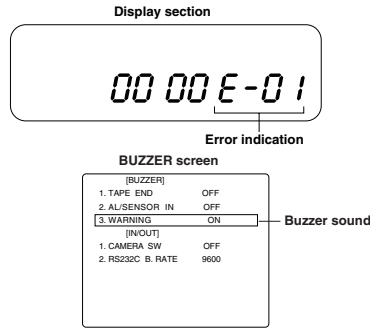 Display section
00 00 E-01
Error indication
BUZZER screen
[BUZZER]
1. TAPE END OFF
2. AL/SENSOR IN OFF
3. WARNING ON
Buzzer sound
[IN/OUT]
1. CAMERA SW OFF
2. RS232C B. RATE 9600